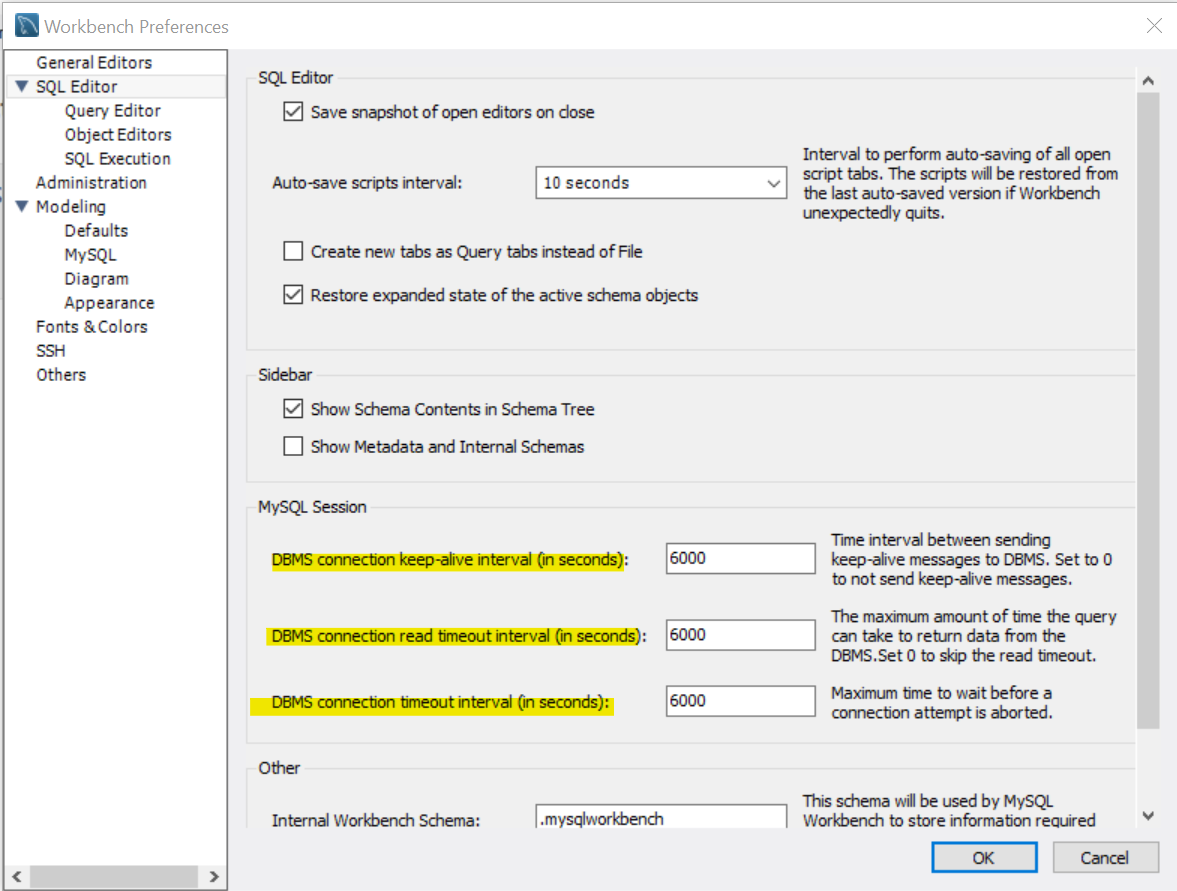 Workbench Preferences
General Editors
SQL Editor
Query Editor
Object Editors
SQL Execution
Administration
Modeling
Defaults
MySQL
Diagram
Appearance
Fonts & Colors
SSH
Others
SQL Editor
Save snapshot of open editors on close
Auto-save scripts interval:
10 seconds
Interval to perform auto-saving of all open
script tabs. The scripts will be restored from
the last auto-saved version if Workbench
unexpectedly quits.
Create new tabs as Query tabs instead of File
Restore expanded state of the active schema objects
Sidebar
Show Schema Contents in Schema Tree
Show Metadata and Internal Schemas
MySQL Session
DBMS connection keep-alive interval (in seconds):
6000
Time interval between sending
keep-alive messages to DBMS. Set to 0
to not send keep-alive messages.
DBMS connection read timeout interval (in seconds):
6000
The maximum amount of time the query
can take to return data from the
DBMS.Set 0 to skip the read timeout.
DBMS connection timeout interval (in seconds):
6000
Maximum time to wait before a
connection attempt is aborted.
Other
Internal Workbench Schema:
.mysqlworkbench
This schema will be used by MySQL
Workbench to store information required
OK
Cancel